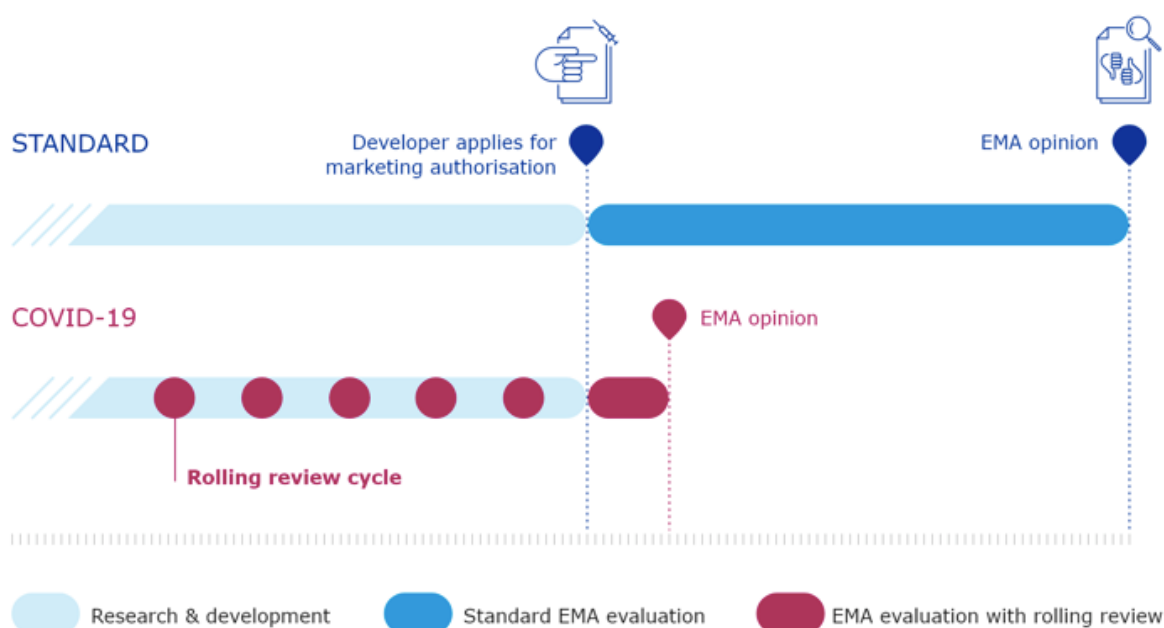 STANDARD
Developer applies for
marketing authorisation
EMA opinion
COVID-19
EMA opinion
Rolling review cycle
Research & development
Standard EMA evaluation
EMA evaluation with rolling review